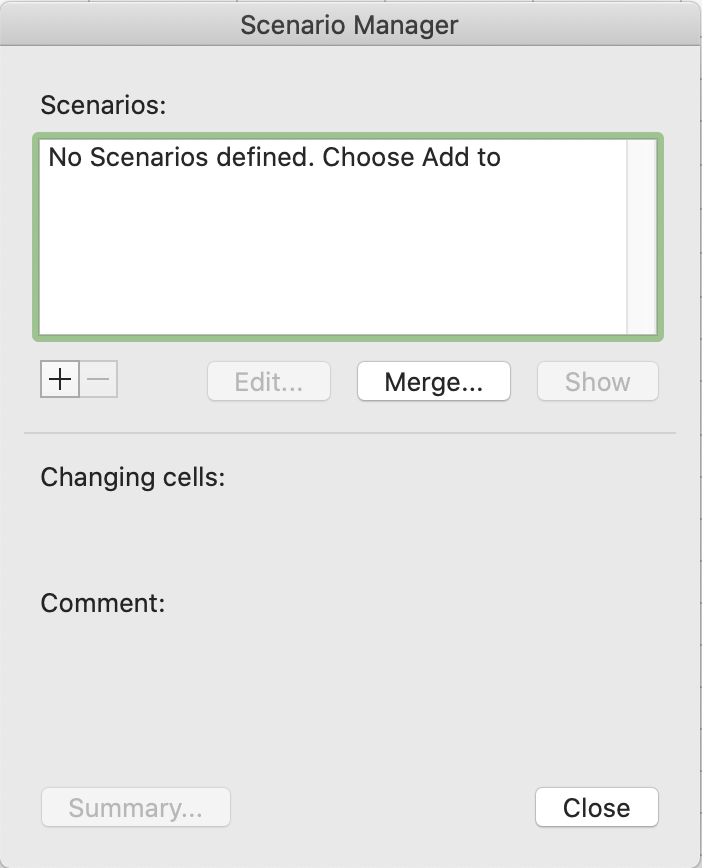 Scenario Manager
Scenarios:
No Scenarios defined. Choose Add to
Edit...
Merge...
Show
Changing cells:
Comment:
Summary...
Close